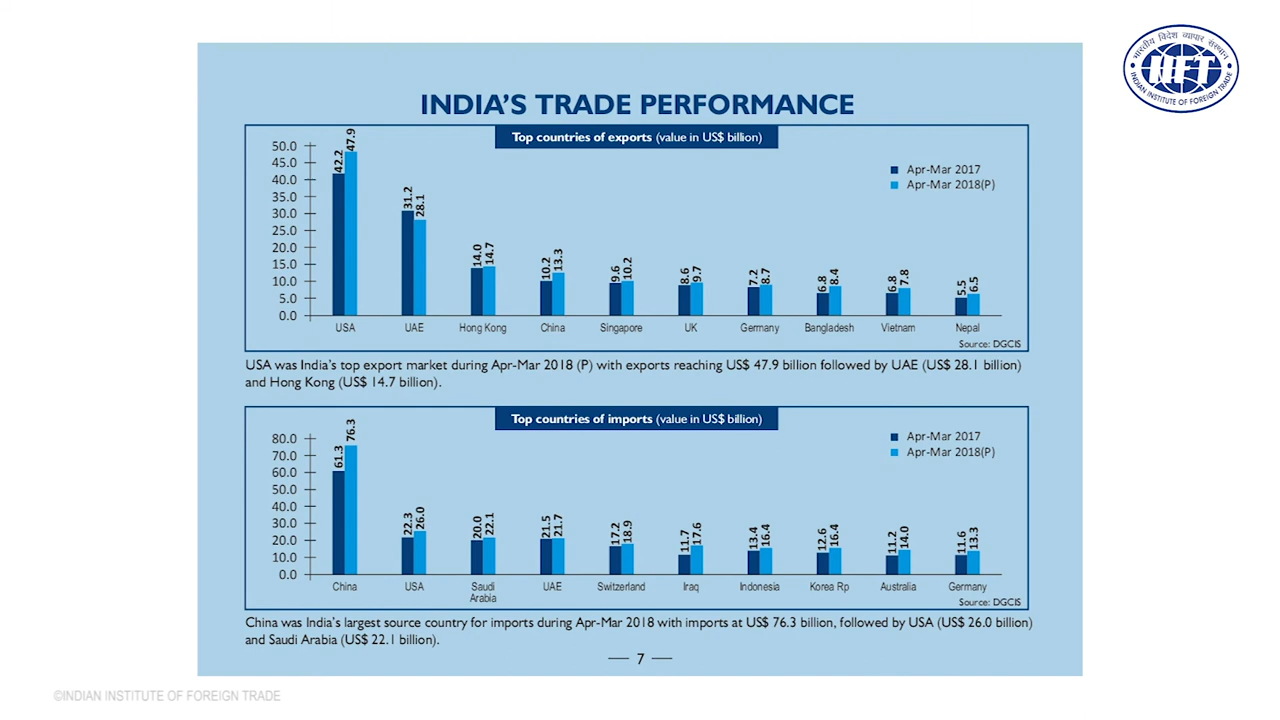 भारतीय विदेश व्यापार संस्थान
IIFT
INDIAN INSTITUTE OF FOREIGN TRADE
INDIA'S TRADE PERFORMANCE
Top countries of exports (value in US$ billion)
50.0
45.0
40.0
35.0
30.0
25.0
20.0
15.0
10.0
5.0
0.0
Apr-Mar 2017
Apr-Mar 2018(P)
42.2 47.9 31.2 28.1 14.0 14.7 10.2 13.3 9.6 10.2 8.6 9.7 7.2 8.7 6.8 8.4 6.8 7.8 5.5 6.5
USA UAE Hong Kong China Singapore UK Germany Bangladesh Vietnam Nepal
Source: DGCIS
USA was India's top export market during Apr-Mar 2018 (P) with exports reaching US$ 47.9 billion followed by UAE (US$ 28.1 billion)
and Hong Kong (US$ 14.7 billion).
Top countries of imports (value in US$ billion)
80.0
70.0
60.0
50.0
40.0
30.0
20.0
10.0
0.0
Apr-Mar 2017
Apr-Mar 2018(P)
61.3 76.3 22.3 26.0 20.0 22.1 21.5 21.7 17.2 18.9 11.7 17.6 13.4 16.4 12.6 16.4 11.2 14.0 11.6 13.3
China USA Saudi UAE Switzerland Iraq Indonesia Korea Rp Australia Germany
Arabia
Source: DGCIS
China was India's largest source country for imports during Apr-Mar 2018 with imports at US$ 76.3 billion, followed by USA (US$ 26.0 billion)
and Saudi Arabia (US$ 22.1 billion).
7
©INDIAN INSTITUTE OF FOREIGN TRADE